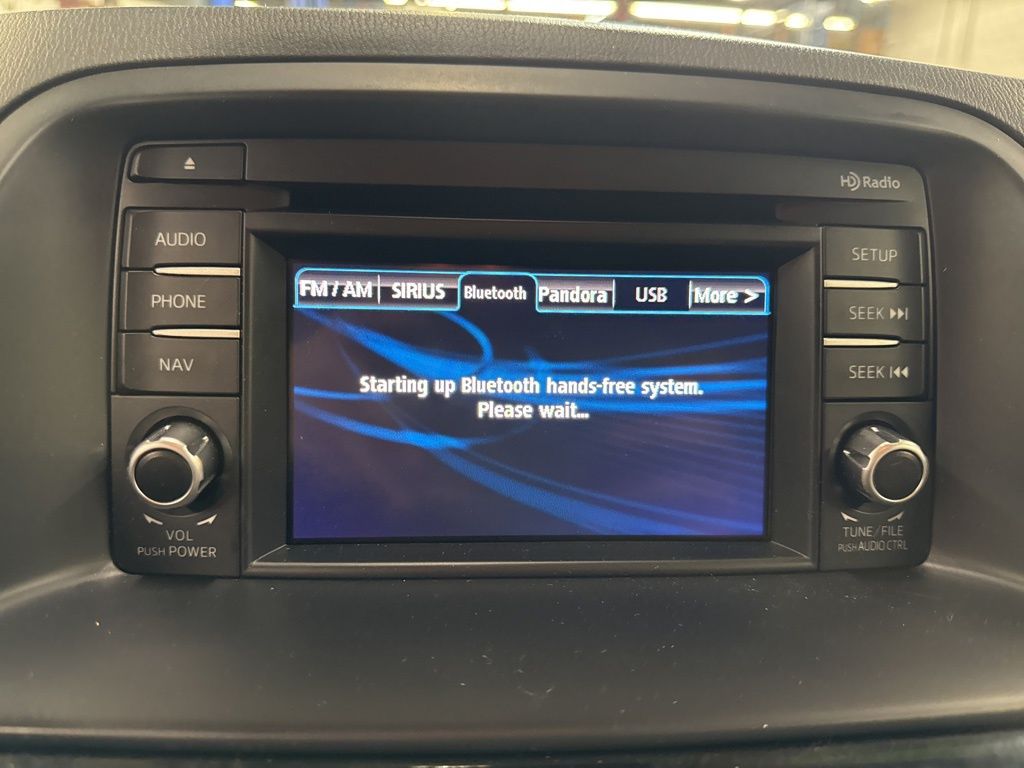 HD Radio
AUDIO
PHONE
NAV
VOL
PUSH POWER
FM / AM SIRIUS Bluetooth Pandora USB More >
Starting up Bluetooth hands-free system.
Please wait...
SETUP
SEEK
SEEK
TUNE/FILE
PUSH AUDIO CTRL